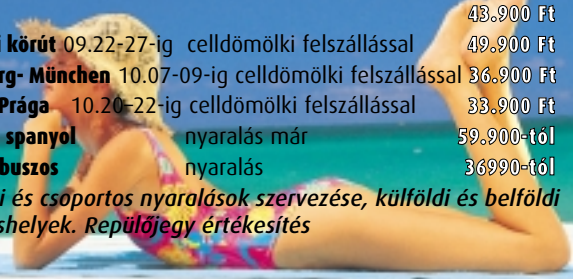 43.900 Ft
i körút 09.22-27-ig celldömölki felszállással 49.900 Ft
rg- München 10.07-09-ig celldömölki felszállással 36.900 Ft
Prága 10.20-22-ig celldömölki felszállással 33.900 Ft
spanyol nyaralás már 59.900-tól
buszos nyaralás 36990-tól
i és csoportos nyaralások szervezése, külföldi és belföldi
shelyek. Repülőjegy értékesítés